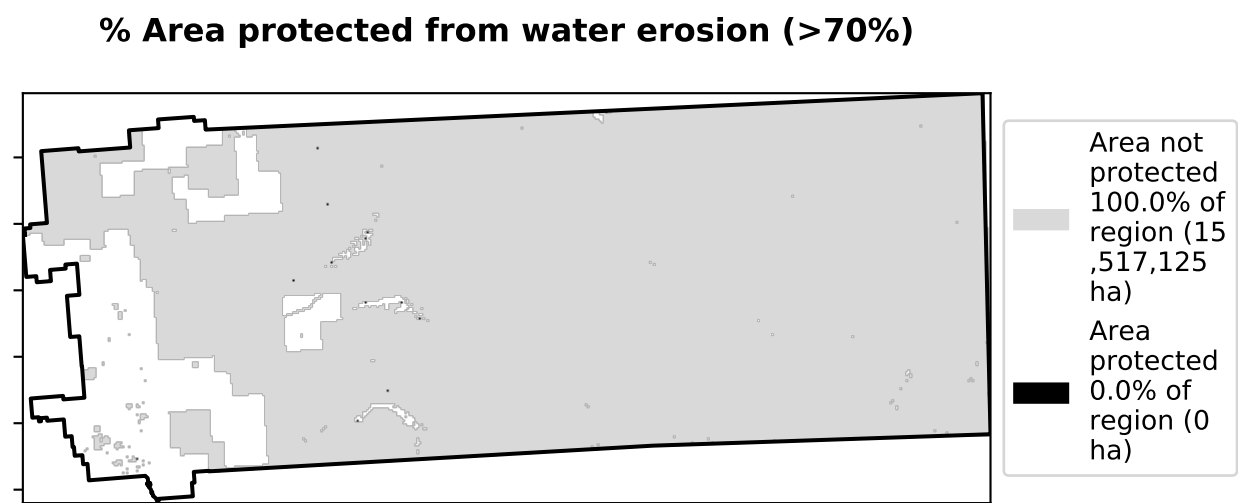 % Area protected from water erosion (>70%)
Area not
protected
100.0% of
region (15
,517,125
ha)
Area
protected
0.0% of
region (0
ha)